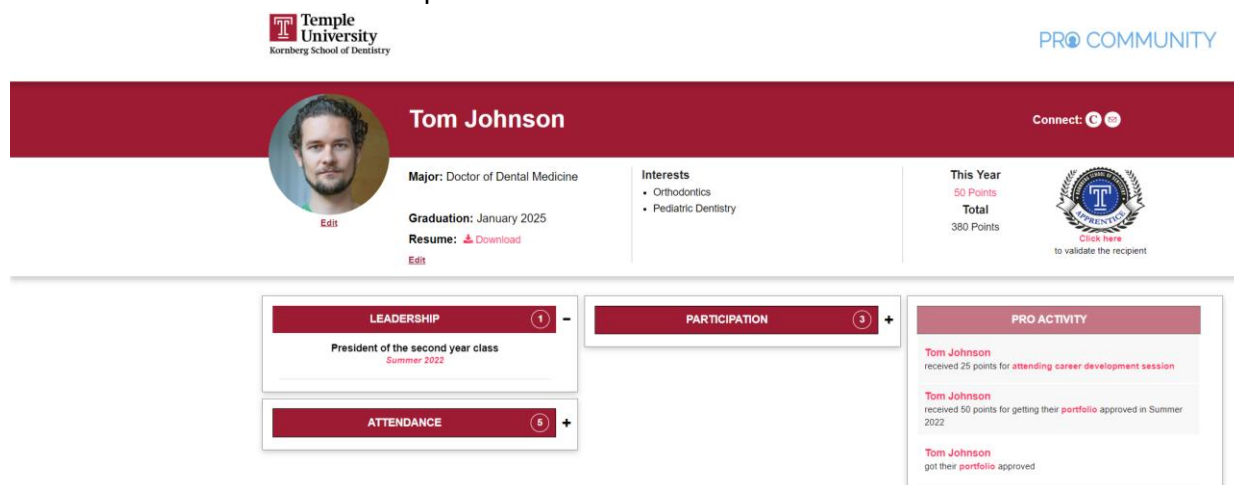 Temple
University
Kornberg School of Dentistry
PRO COMMUNITY
Tom Johnson
Connect:
Edit
Major: Doctor of Dental Medicine
Graduation: January 2025
Resume: Download
Edit
Interests
• Orthodontics
• Pediatric Dentistry
This Year
50 Points
Total
380 Points
KORNBERG SCHOOL OF DENTISTRY
APPRENTICE
Click here
to validate the recipient
LEADERSHIP 1 -
President of the second year class
Summer 2022
ATTENDANCE 5 +
PARTICIPATION 3 +
PRO ACTIVITY
Tom Johnson
received 25 points for attending career development session
Tom Johnson
received 50 points for getting their portfolio approved in Summer
2022
Tom Johnson
got their portfolio approved